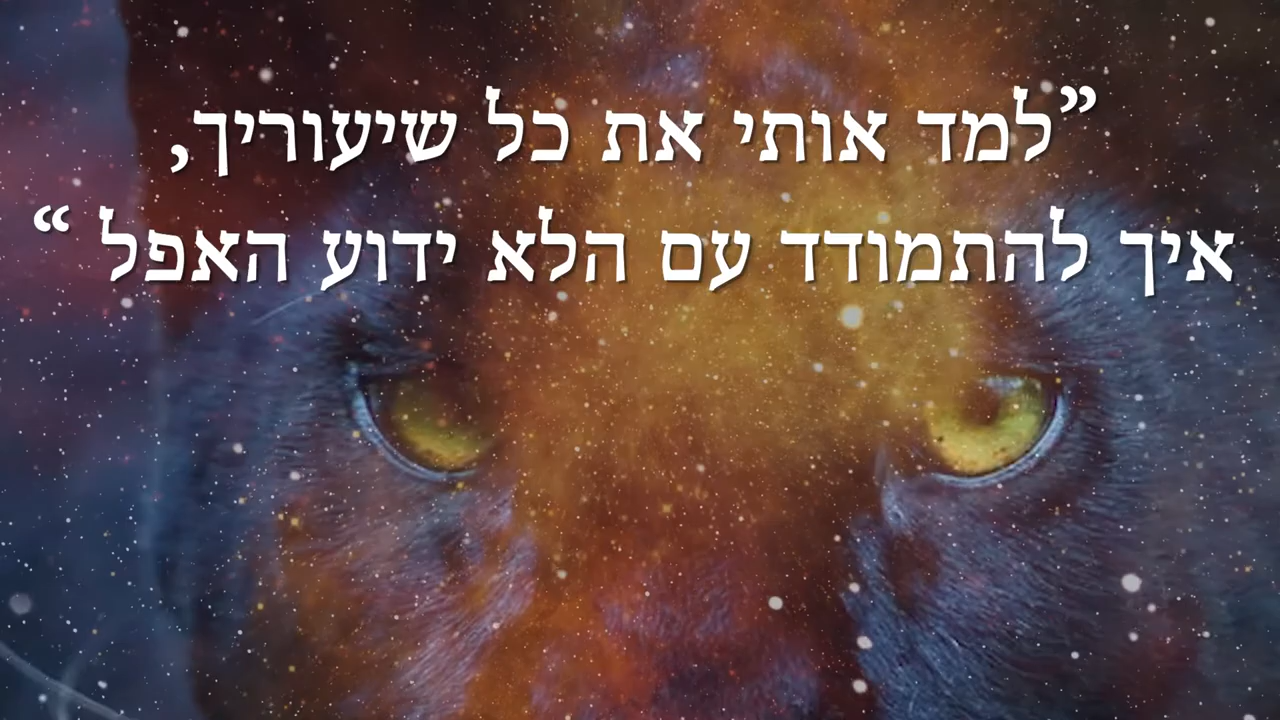 ”למד אותי את כל שיעוריך,
איך להתמודד עם הלא ידוע האפל “